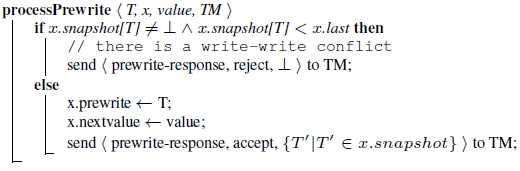 processPrewrite ⟨ T, x, value, TM ⟩
if x.snapshot[T] ≠ ⊥ ∧ x.snapshot[T] < x.last then
// there is a write-write conflict
send ⟨ prewrite-response, reject, ⊥ ⟩ to TM;
else
x.prewrite ← T;
x.nextvalue ← value;
send ⟨ prewrite-response, accept, {T′|T′ ∈ x.snapshot} ⟩ to TM;